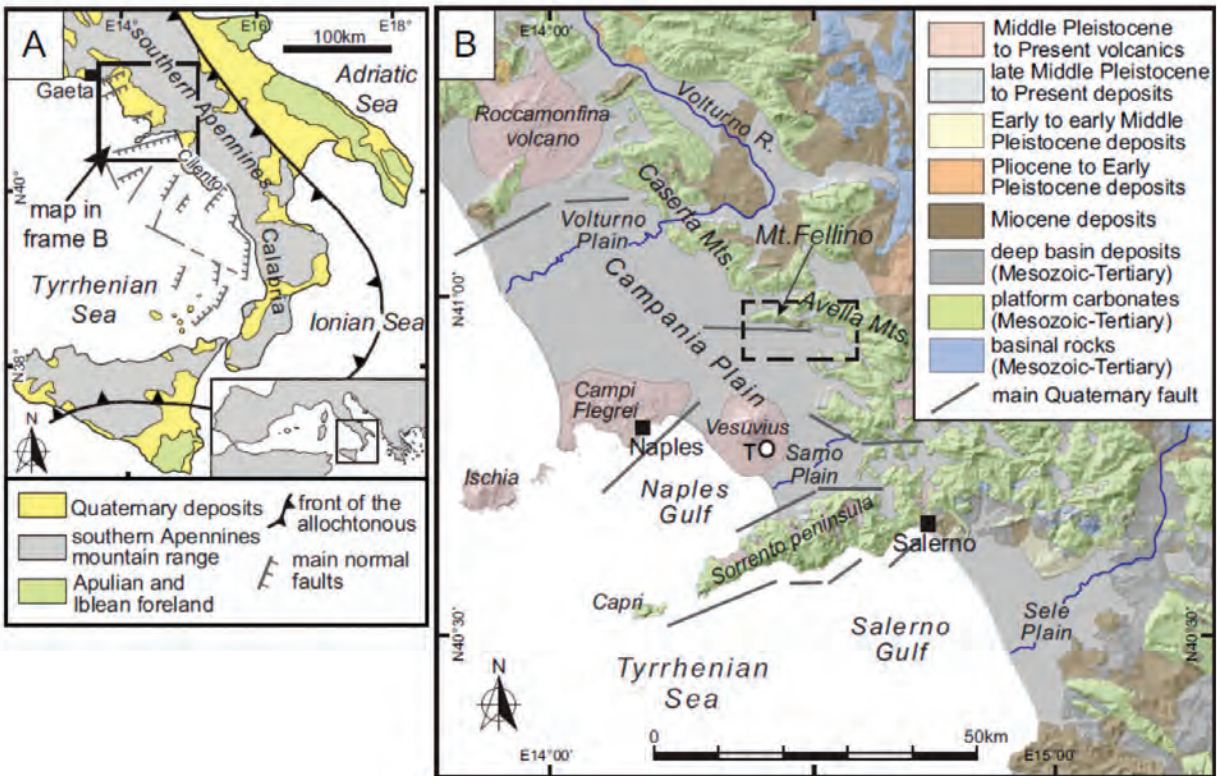 A
E14°
E16
E18°
100km
southern Apennines
Adriatic
Sea
Gaeta
Cilento
N40°
map in
frame B
Calabria
Tyrrhenian
Sea
Ionian Sea
N38°
N
Quaternary deposits
southern Apennines
mountain range
Apulian and
Iblean foreland
front of the
allochtonous
main normal
faults
B
E14°00'
Roccamonfina
volcano
Volturno R.
Caserta Mts.
Volturno
Plain
Mt.Fellino
N41°00'
Campania Plain
Avella Mts.
Campi
Flegrei
Naples
Vesuvius
T
Sarno
Plain
Ischia
Naples
Gulf
Sorrento peninsula
Salerno
Capri
Salerno
Gulf
Sele
Plain
N40°30'
N40°30'
Tyrrhenian
Sea
N
0
50km
E14°00'
E15°00'
Middle Pleistocene
to Present volcanics
late Middle Pleistocene
to Present deposits
Early to early Middle
Pleistocene deposits
Pliocene to Early
Pleistocene deposits
Miocene deposits
deep basin deposits
(Mesozoic-Tertiary)
platform carbonates
(Mesozoic-Tertiary)
basinal rocks
(Mesozoic-Tertiary)
main Quaternary fault